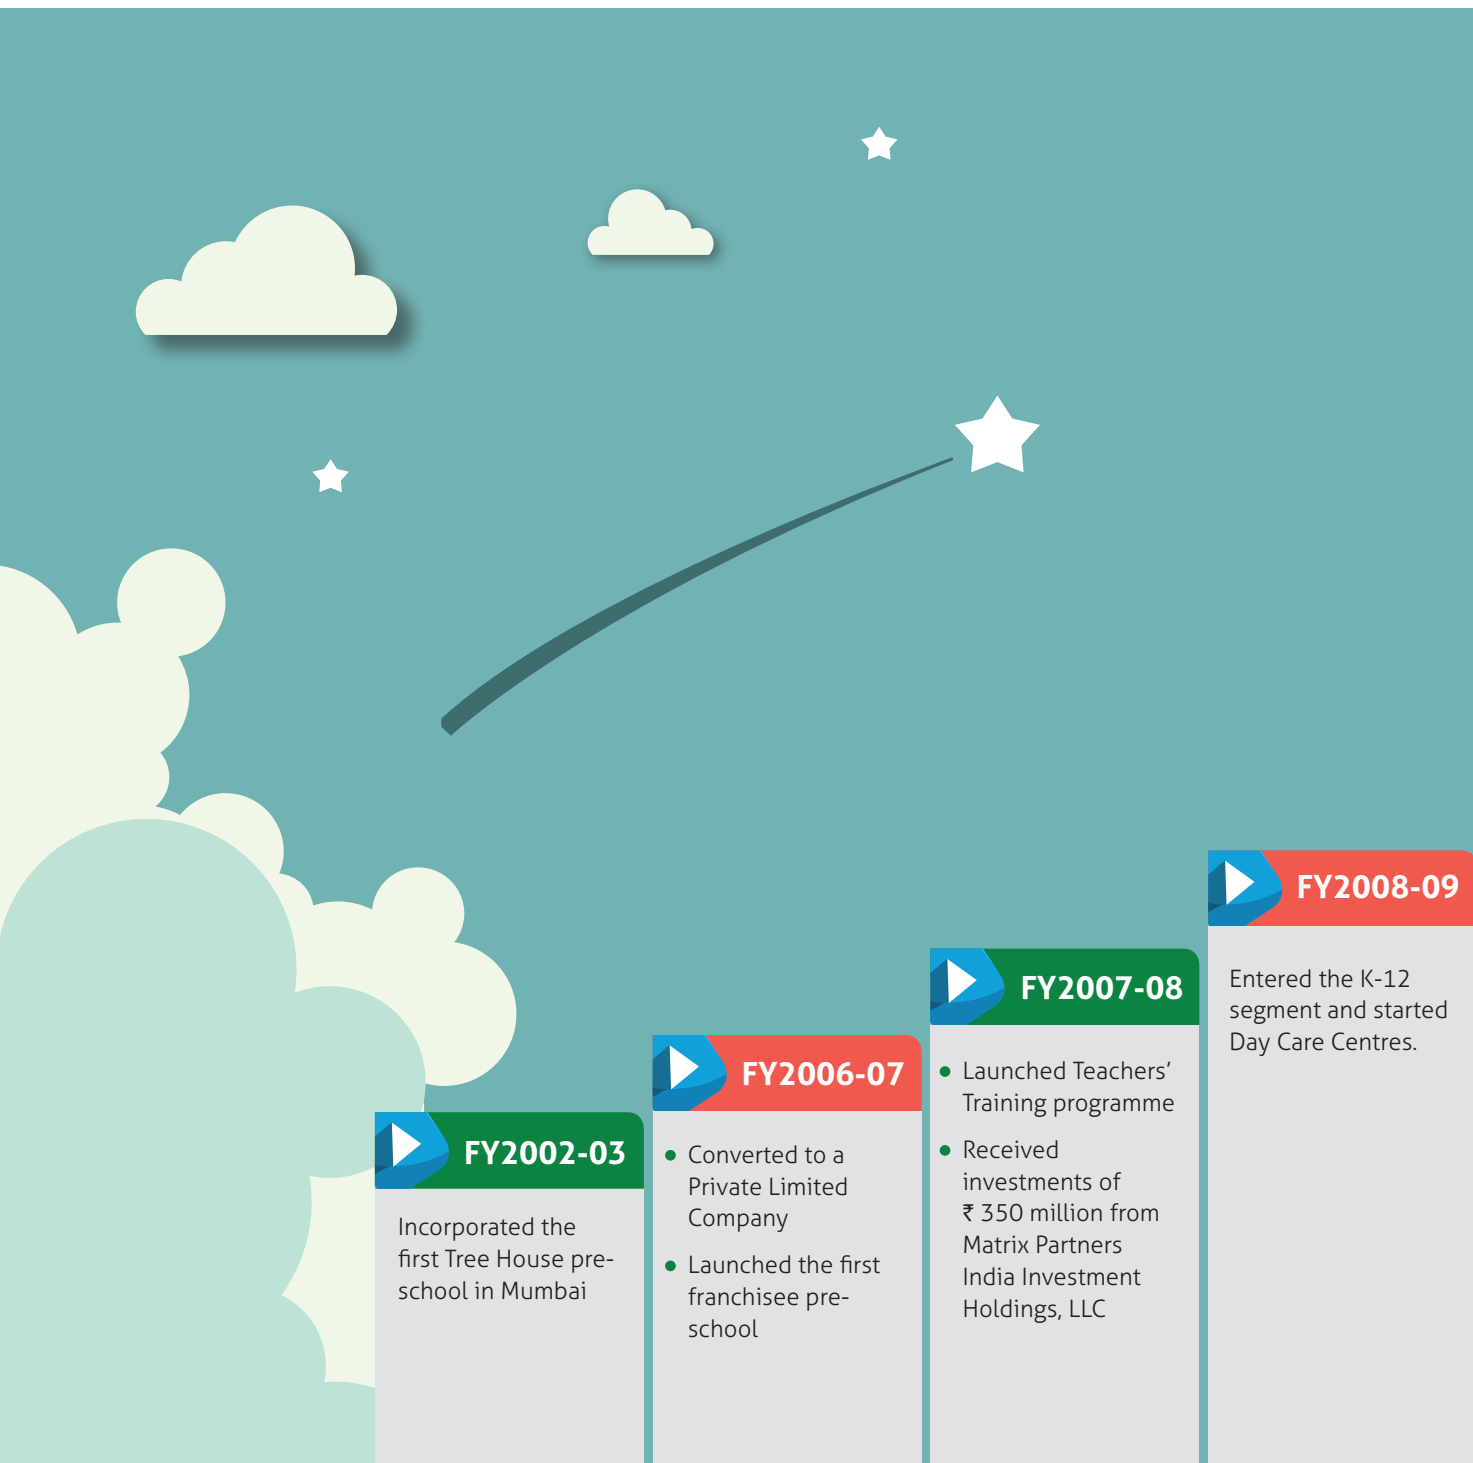 FY2002-03
Incorporated the
first Tree House pre-
school in Mumbai
FY2006-07
• Converted to a
Private Limited
Company
• Launched the first
franchisee pre-
school
FY2007-08
• Launched Teachers’
Training programme
• Received
investments of
₹ 350 million from
Matrix Partners
India Investment
Holdings, LLC
FY2008-09
Entered the K-12
segment and started
Day Care Centres.